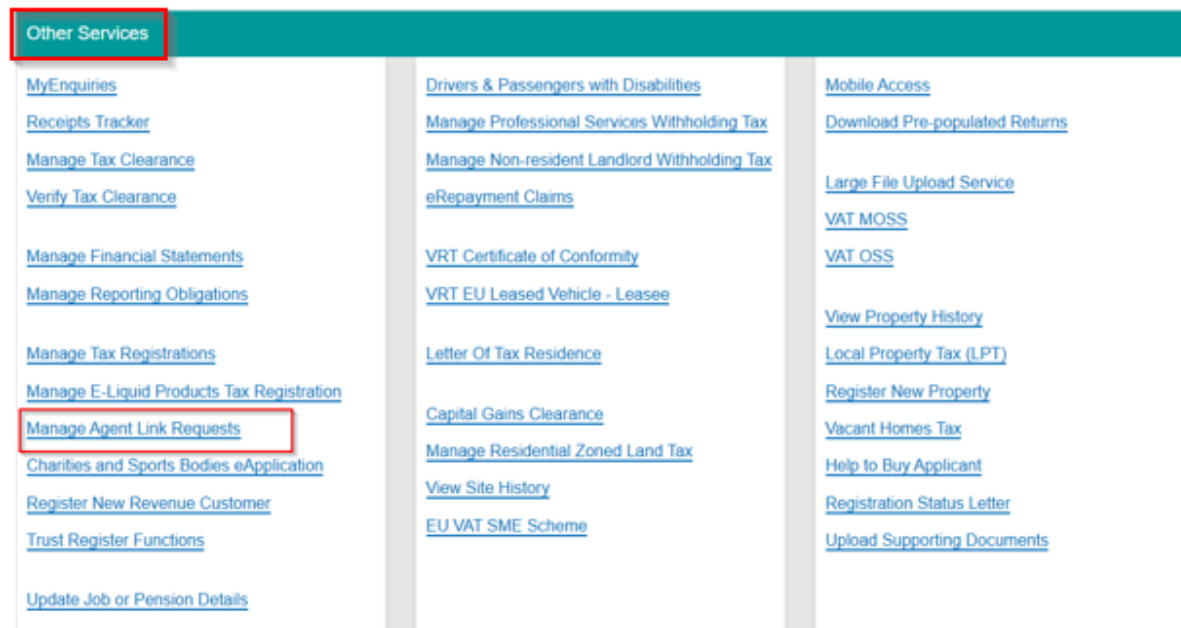 Other Services
MyEnquiries
Receipts Tracker
Manage Tax Clearance
Verify Tax Clearance
Manage Financial Statements
Manage Reporting Obligations
Manage Tax Registrations
Manage E-Liquid Products Tax Registration
Manage Agent Link Requests
Charities and Sports Bodies eApplication
Register New Revenue Customer
Trust Register Functions
Update Job or Pension Details
Drivers & Passengers with Disabilities
Manage Professional Services Withholding Tax
Manage Non-resident Landlord Withholding Tax
eRepayment Claims
VRT Certificate of Conformity
VRT EU Leased Vehicle - Leasee
Letter Of Tax Residence
Capital Gains Clearance
Manage Residential Zoned Land Tax
View Site History
EU VAT SME Scheme
Mobile Access
Download Pre-populated Returns
Large File Upload Service
VAT MOSS
VAT OSS
View Property History
Local Property Tax (LPT)
Register New Property
Vacant Homes Tax
Help to Buy Applicant
Registration Status Letter
Upload Supporting Documents